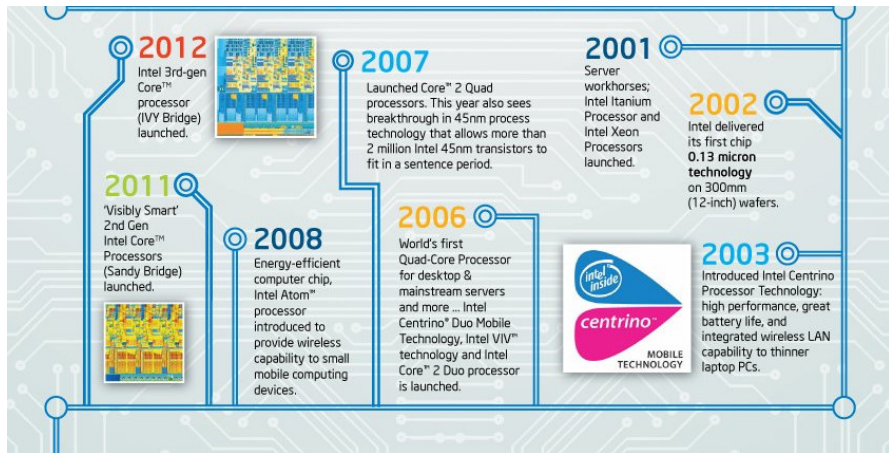 2012
Intel 3rd-gen
Core™
processor
(IVY Bridge)
launched.
2007
Launched Core™ 2 Quad
processors. This year also sees
breakthrough in 45nm process
technology that allows more than
2 million Intel 45nm transistors to
fit in a sentence period.
2001
Server
workhorses;
Intel Itanium
Processor and
Intel Xeon
Processors
launched.
2002
Intel delivered
its first chip
0.13 micron
technology
on 300mm
(12-inch) wafers.
2011
‘Visibly Smart’
2nd Gen
Intel Core™
Processors
(Sandy Bridge)
launched.
2008
Energy-efficient
computer chip,
Intel Atom™
processor
introduced to
provide wireless
capability to small
mobile computing
devices.
2006
World's first
Quad-Core Processor
for desktop &
mainstream servers
and more ... Intel
Centrino® Duo Mobile
Technology, Intel VIV™
technology and Intel
Core™ 2 Duo processor
is launched.
intel
inside
centrino™
MOBILE
TECHNOLOGY
2003
Introduced Intel Centrino
Processor Technology:
high performance, great
battery life, and
integrated wireless LAN
capability to thinner
laptop PCs.